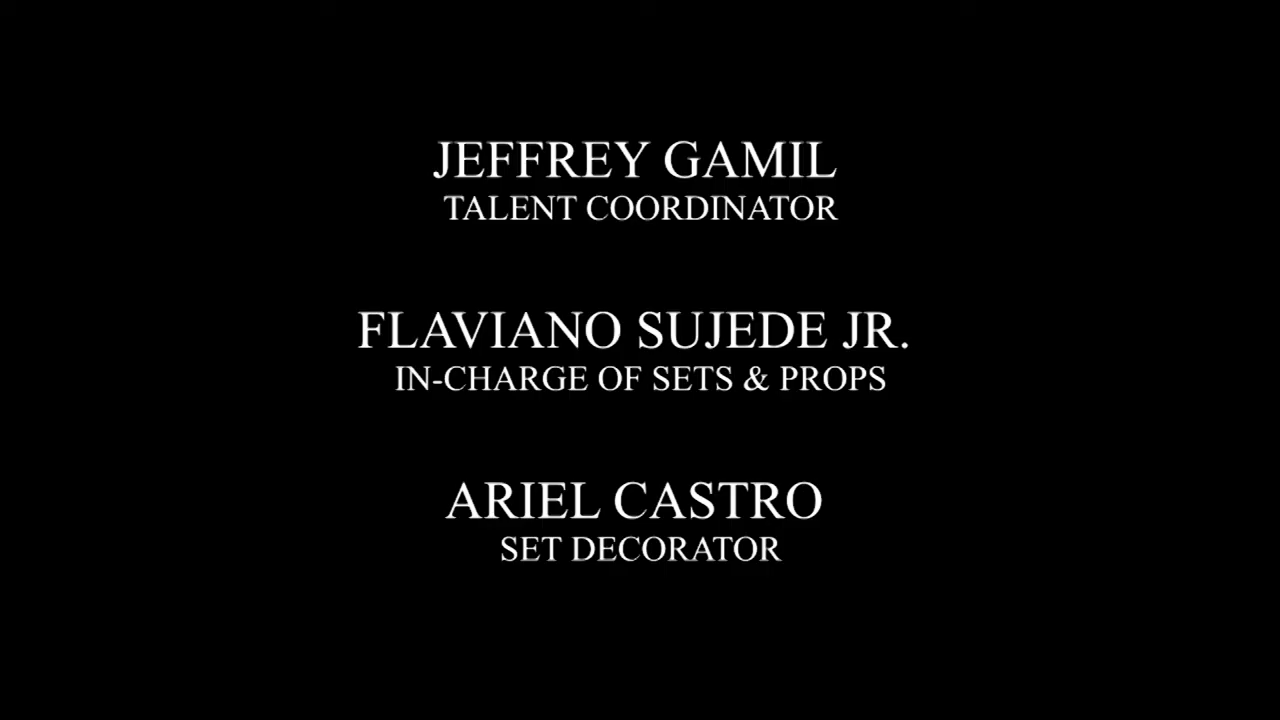 JEFFREY GAMIL
TALENT COORDINATOR
FLAVIANO SUJEDE JR.
IN-CHARGE OF SETS & PROPS
ARIEL CASTRO
SET DECORATOR